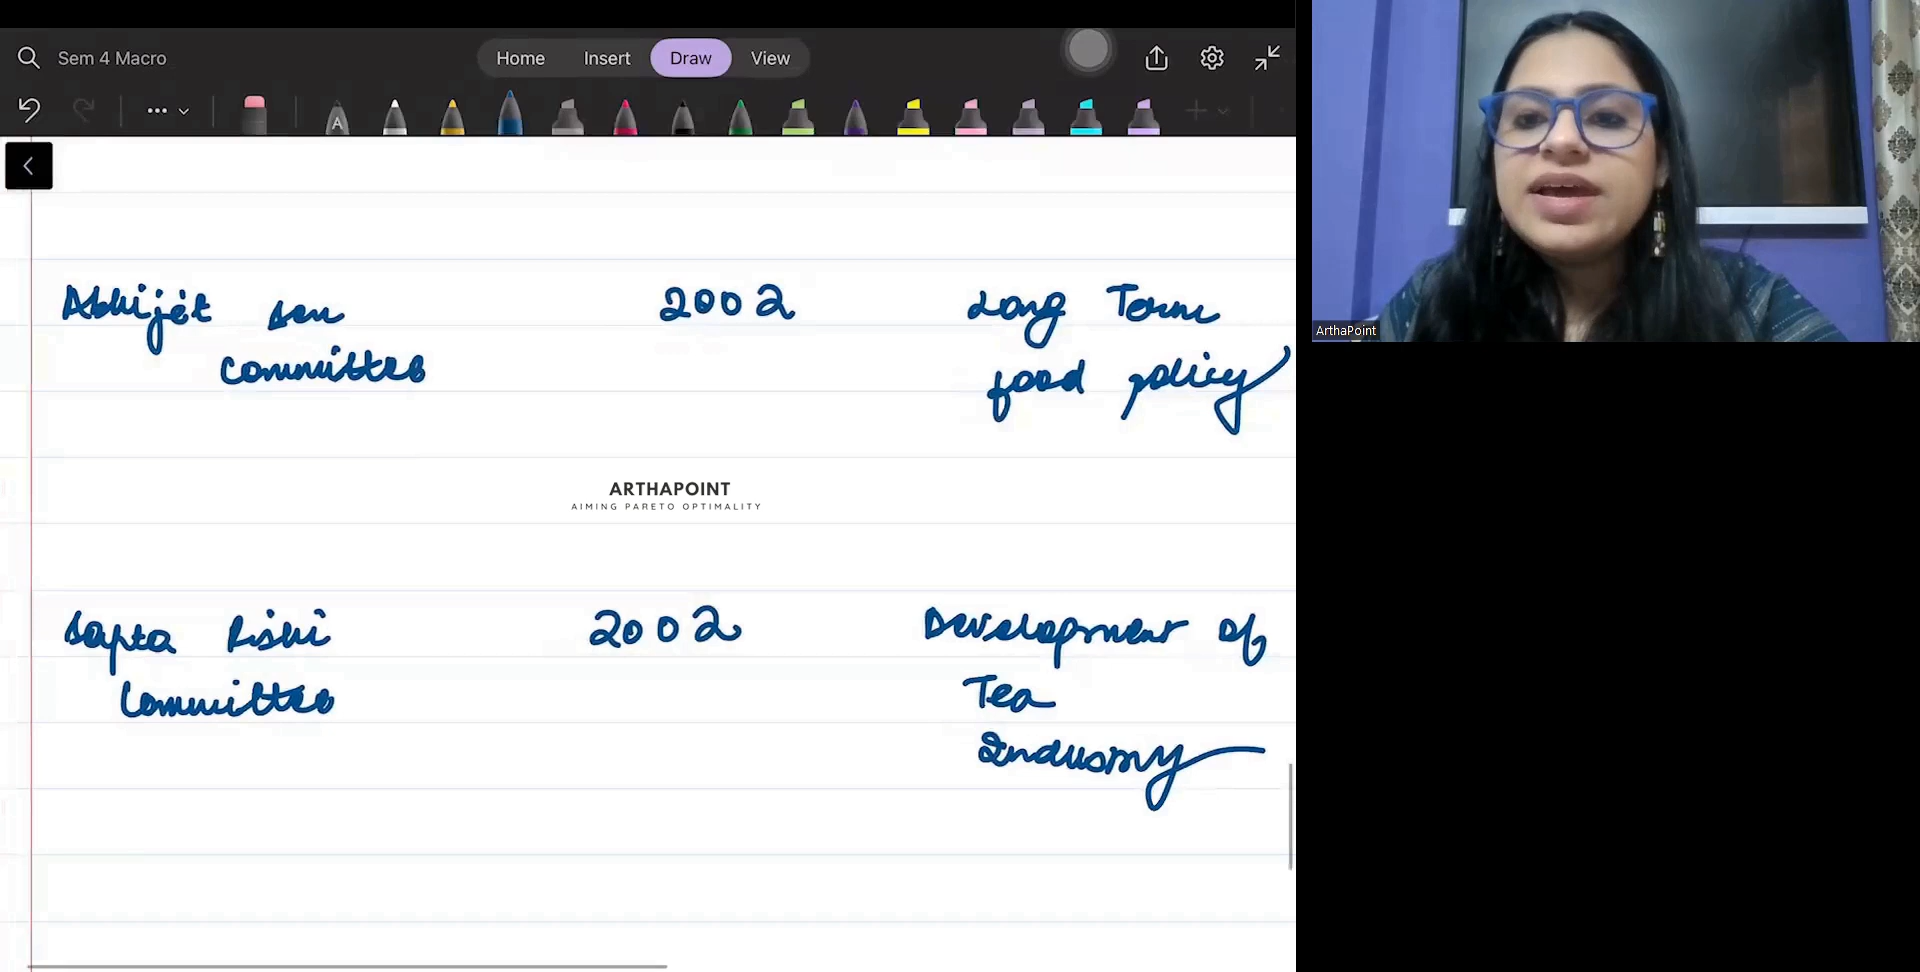 Sem 4 Macro
Home Insert Draw View
A
ArthaPoint
Abhijit Sen 2002 Long Term
Committee food policy
ARTHAPOINT
AIMING PARETO OPTIMALITY
Sapta Rishi 2002 Development of
Committee Tea
Industry